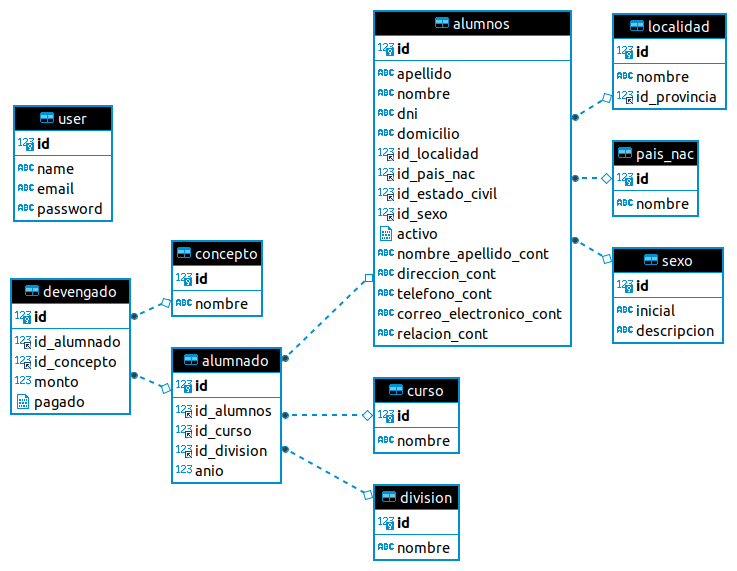 user
id
name
email
password
devengado
id
id_alumnado
id_concepto
monto
pagado
concepto
id
nombre
alumnado
id
id_alumnos
id_curso
id_division
anio
alumnos
id
apellido
nombre
dni
domicilio
id_localidad
id_pais_nac
id_estado_civil
id_sexo
activo
nombre_apellido_cont
direccion_cont
telefono_cont
correo_electronico_cont
relacion_cont
curso
id
nombre
division
id
nombre
localidad
id
nombre
id_provincia
pais_nac
id
nombre
sexo
id
inicial
descripcion